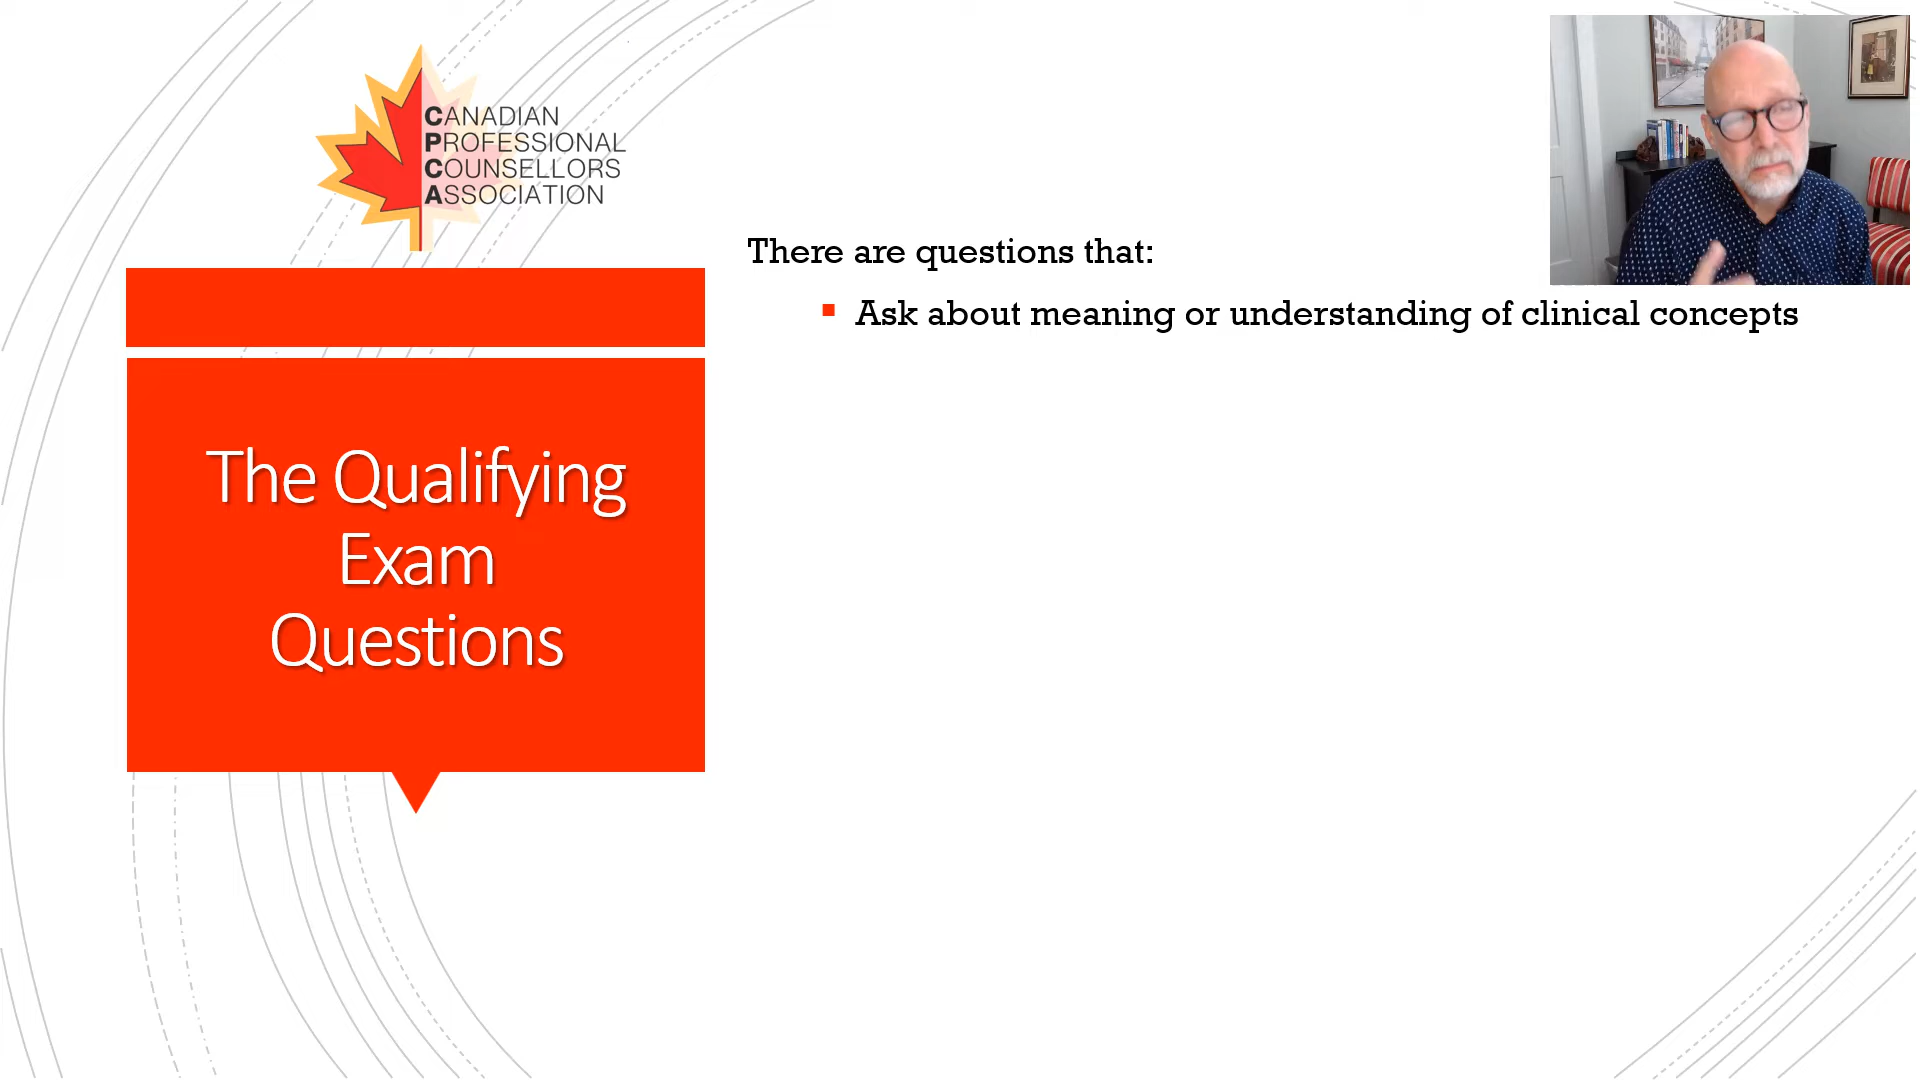 CANADIAN
PROFESSIONAL
COUNSELLORS
ASSOCIATION
The Qualifying
Exam
Questions
There are questions that:
Ask about meaning or understanding of clinical concepts